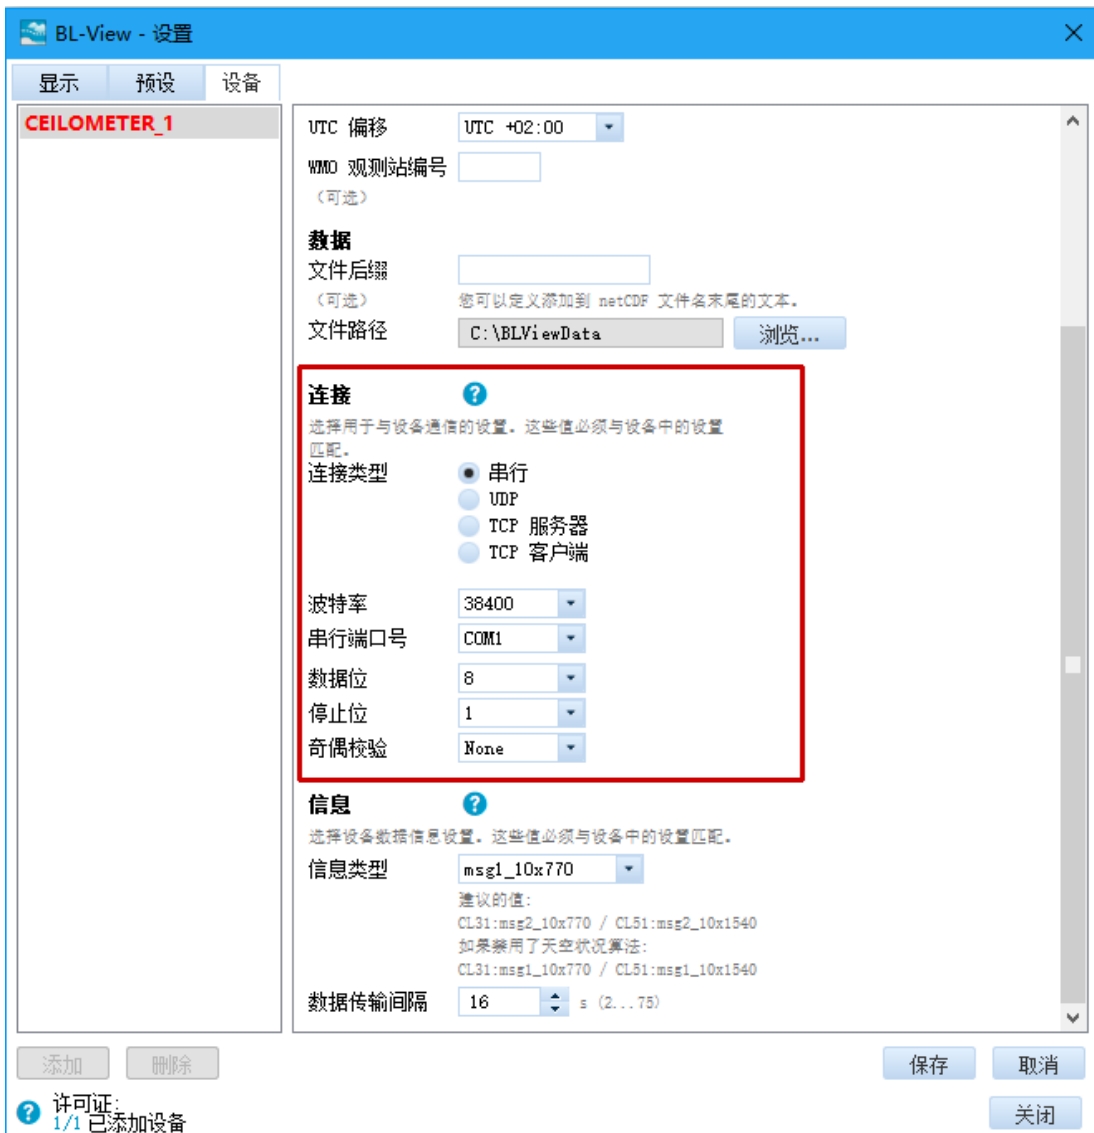 BL-View - 设置
显示 预设 设备
CEILOMETER_1
UTC 偏移 UTC +02:00
WMO 观测站编号
（可选）
数据
文件后缀
（可选） 您可以定义添加到 netCDF 文件名末尾的文本。
文件路径 C:\BLViewData 浏览...
连接 ?
选择用于与设备通信的设置。这些值必须与设备中的设置
匹配。
连接类型 串行
UDP
TCP 服务器
TCP 客户端
波特率 38400
串行端口号 COM1
数据位 8
停止位 1
奇偶校验 None
信息 ?
选择设备数据信息设置。这些值必须与设备中的设置匹配。
信息类型 msg1_10x770
建议的值:
CL31:msg2_10x770 / CL51:msg2_10x1540
如果禁用了天空状况算法:
CL31:msg1_10x770 / CL51:msg1_10x1540
数据传输间隔 16 s (2...75)
添加 删除 保存 取消
? 许可证:
1/1 已添加设备 关闭